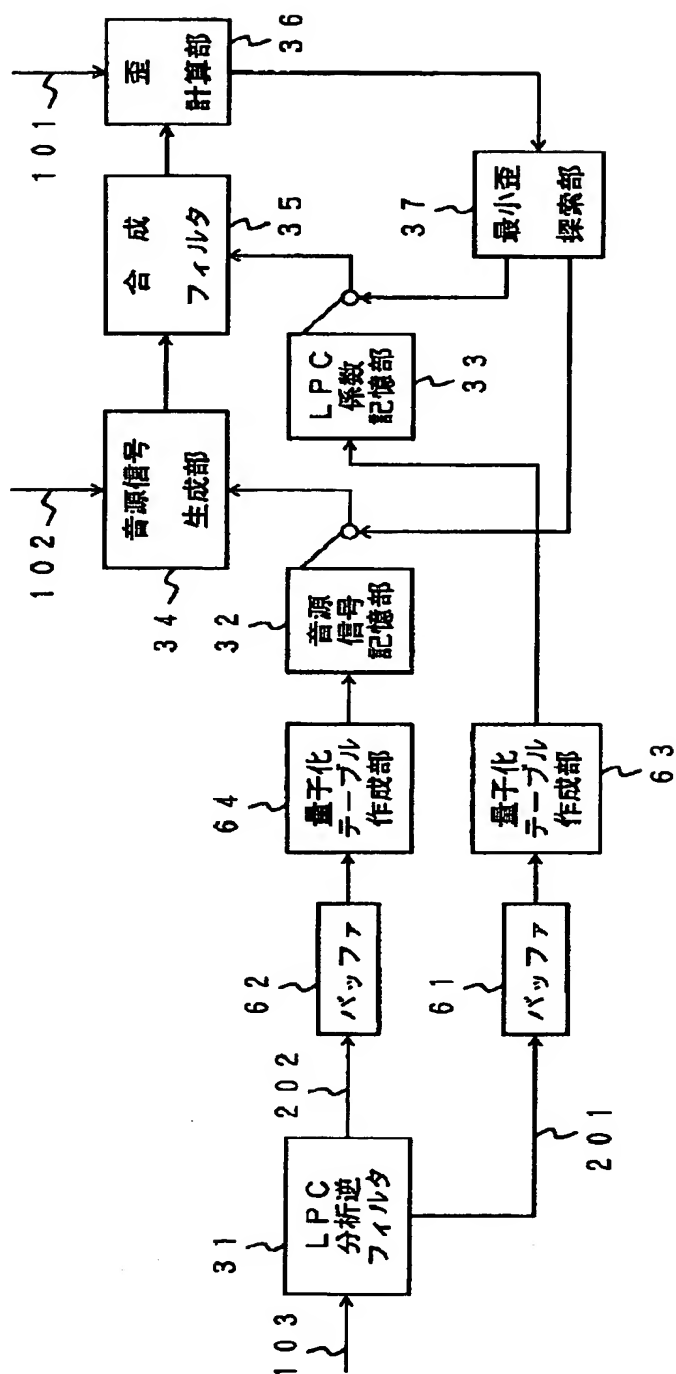 103
31
LPC
分析逆
フィルタ
202
201
62
バッファ
61
バッファ
64
量子化
テーブル
作成部
63
量子化
テーブル
作成部
32
音源
信号
記憶部
33
LPC
係数
記憶部
102
34
音源信号
生成部
35
合成
フィルタ
101
36
歪
計算部
37
最小歪
探索部